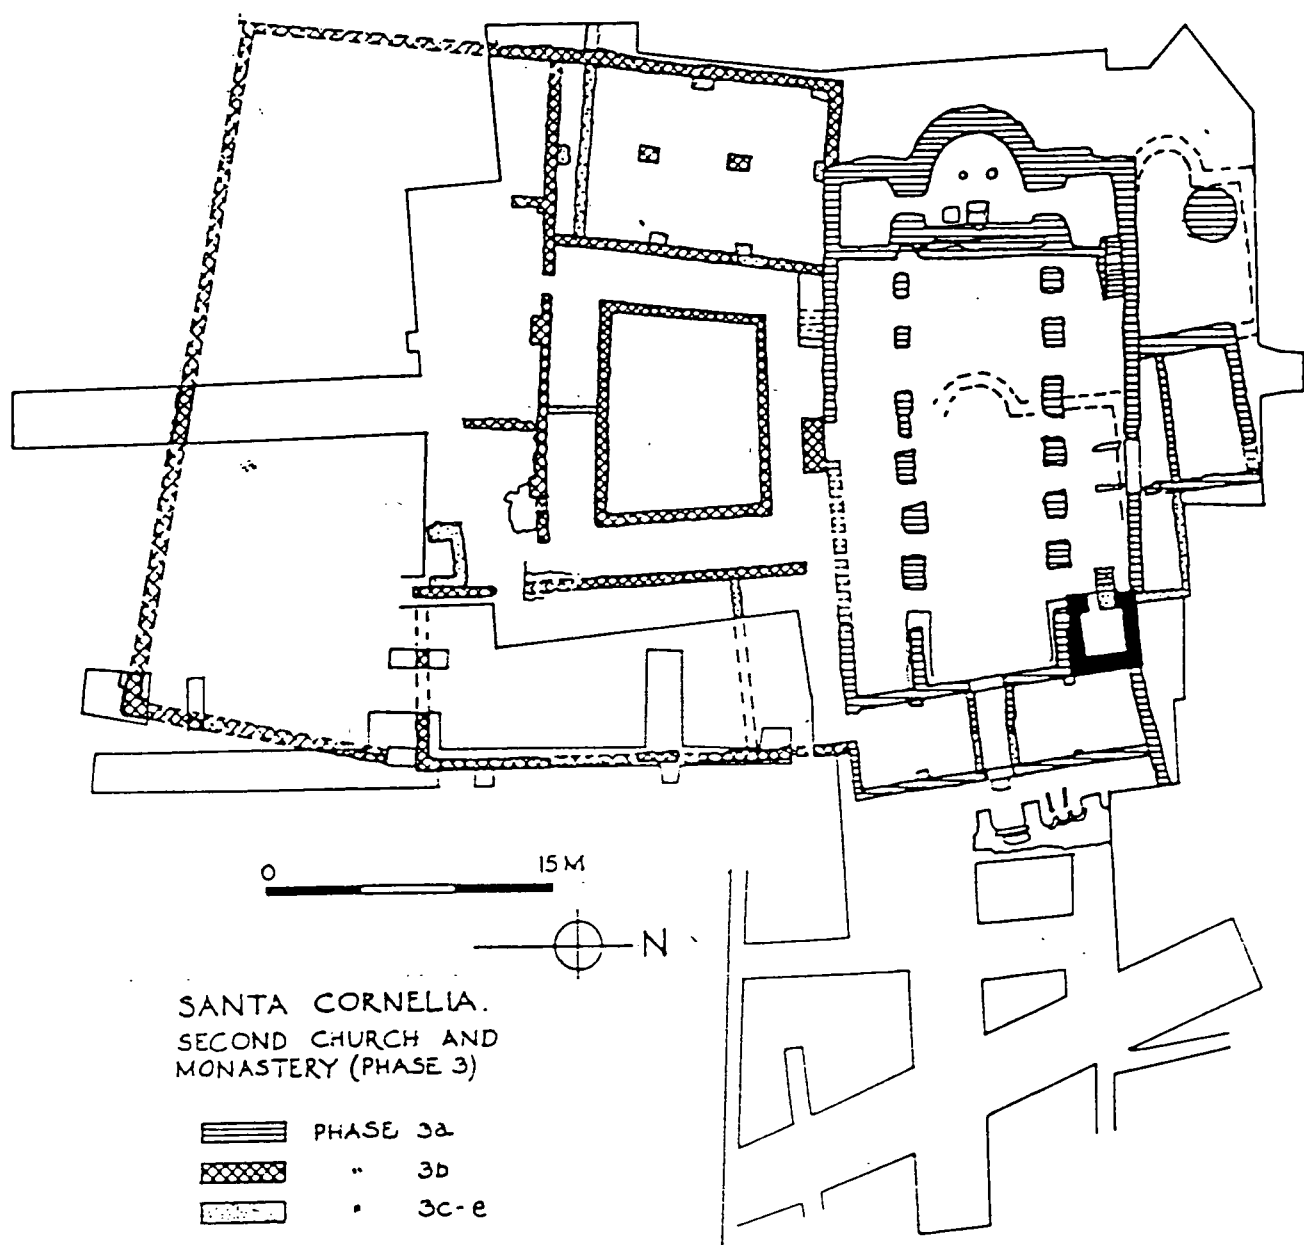 0 15 M
N
SANTA CORNELIA.
SECOND CHURCH AND
MONASTERY (PHASE 3)
PHASE 3a
" 3b
" 3c-e